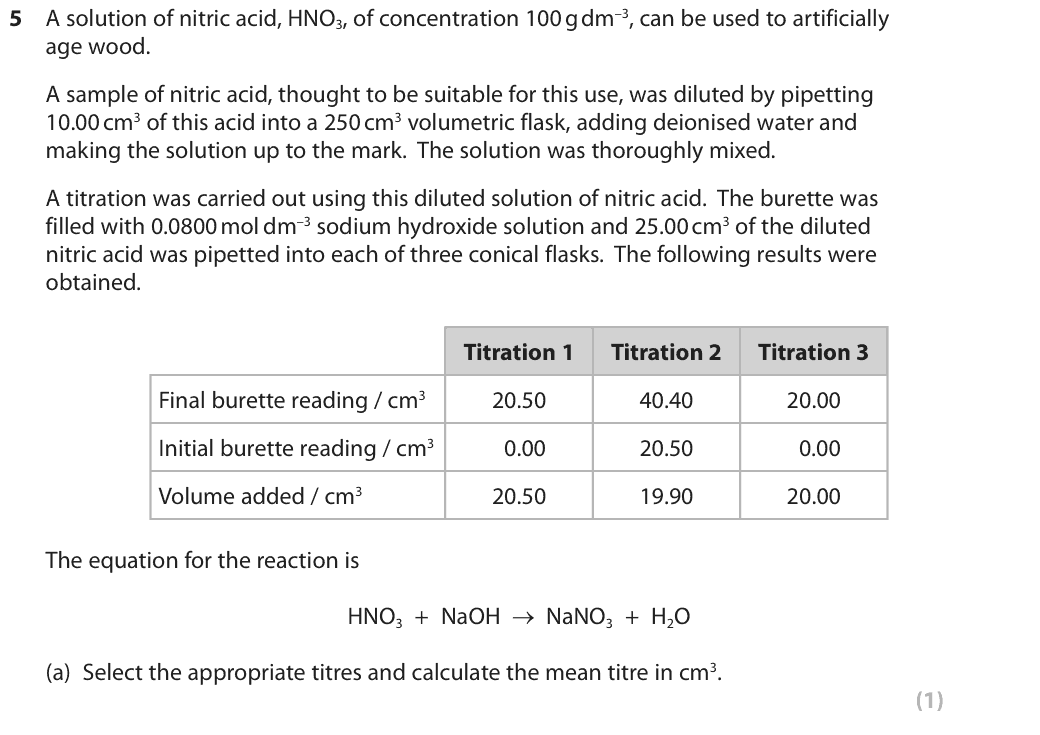 5 A solution of nitric acid, HNO₃, of concentration 100 g dm⁻³, can be used to artificially
age wood.
A sample of nitric acid, thought to be suitable for this use, was diluted by pipetting
10.00 cm³ of this acid into a 250 cm³ volumetric flask, adding deionised water and
making the solution up to the mark. The solution was thoroughly mixed.
A titration was carried out using this diluted solution of nitric acid. The burette was
filled with 0.0800 mol dm⁻³ sodium hydroxide solution and 25.00 cm³ of the diluted
nitric acid was pipetted into each of three conical flasks. The following results were
obtained.
Titration 1 Titration 2 Titration 3
Final burette reading / cm³ 20.50 40.40 20.00
Initial burette reading / cm³ 0.00 20.50 0.00
Volume added / cm³ 20.50 19.90 20.00
The equation for the reaction is
HNO₃ + NaOH → NaNO₃ + H₂O
(a) Select the appropriate titres and calculate the mean titre in cm³.
(1)